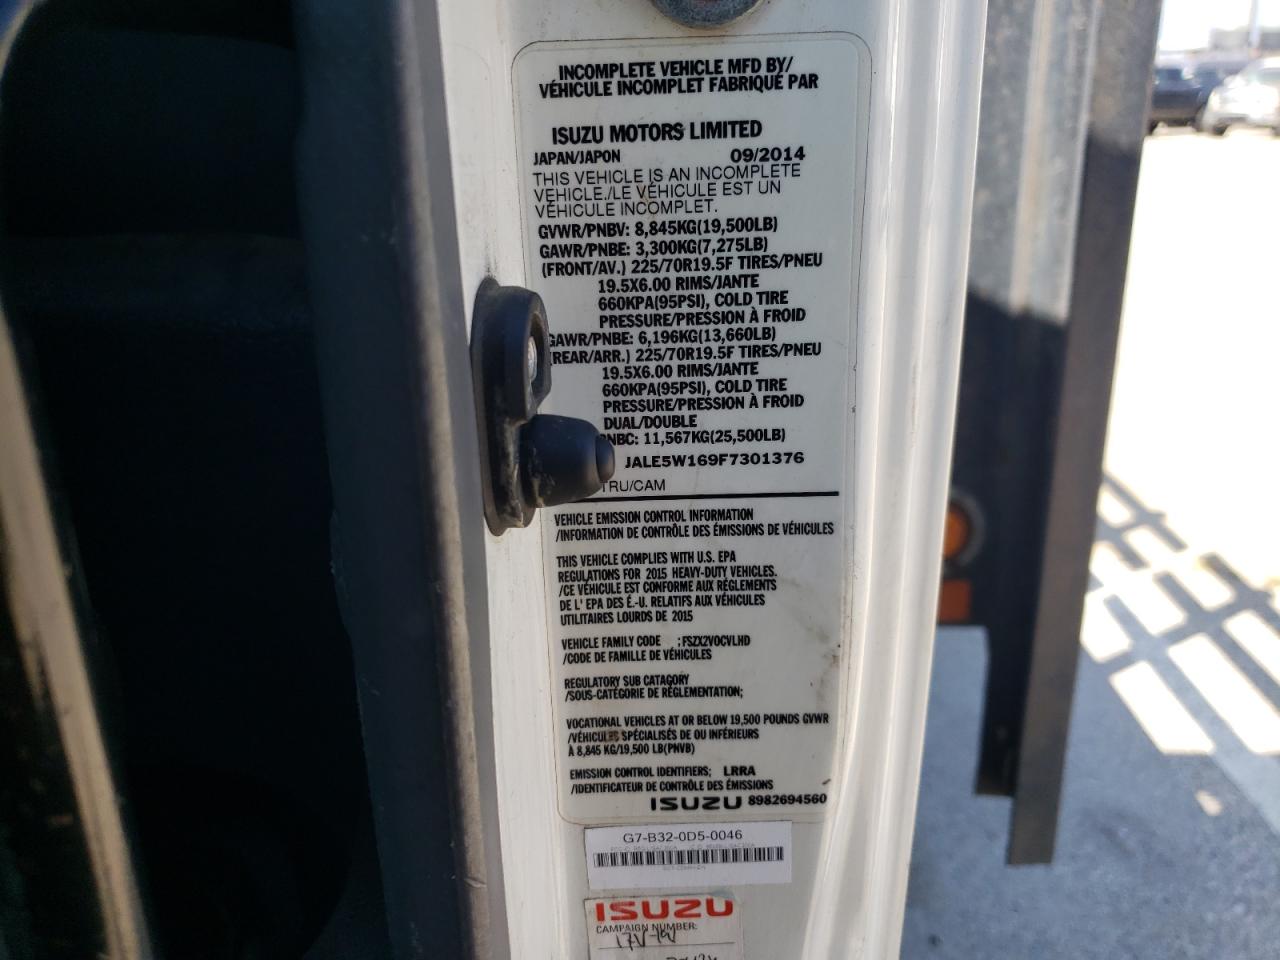 INCOMPLETE VEHICLE MFD BY/
VÉHICULE INCOMPLET FABRIQUÉ PAR
ISUZU MOTORS LIMITED
JAPAN/JAPON 09/2014
THIS VEHICLE IS AN INCOMPLETE
VEHICLE./LE VÉHICULE EST UN
VÉHICULE INCOMPLET.
GVWR/PNBV: 8,845KG(19,500LB)
GAWR/PNBE: 3,300KG(7,275LB)
(FRONT/AV.) 225/70R19.5F TIRES/PNEU
19.5X6.00 RIMS/JANTE
660KPA(95PSI), COLD TIRE
PRESSURE/PRESSION À FROID
GAWR/PNBE: 6,196KG(13,660LB)
(REAR/ARR.) 225/70R19.5F TIRES/PNEU
19.5X6.00 RIMS/JANTE
660KPA(95PSI), COLD TIRE
PRESSURE/PRESSION À FROID
DUAL/DOUBLE
PNBC: 11,567KG(25,500LB)
JALE5W169F7301376
TRU/CAM
VEHICLE EMISSION CONTROL INFORMATION
/INFORMATION DE CONTRÔLE DES ÉMISSIONS DE VÉHICULES
THIS VEHICLE COMPLIES WITH U.S. EPA
REGULATIONS FOR 2015 HEAVY-DUTY VEHICLES.
/CE VÉHICULE EST CONFORME AUX RÉGLEMENTS
DE L' EPA DES É.-U. RELATIFS AUX VÉHICULES
UTILITAIRES LOURDS DE 2015
VEHICLE FAMILY CODE ; FSZX2VOCVLHD
/CODE DE FAMILLE DE VÉHICULES
REGULATORY SUB CATAGORY
/SOUS-CATÉGORIE DE RÉGLEMENTATION;
VOCATIONAL VEHICLES AT OR BELOW 19,500 POUNDS GVWR
/VÉHICULES SPÉCIALISÉS DE OU INFÉRIEURS
À 8,845 KG/19,500 LB(PNVB)
EMISSION CONTROL IDENTIFIERS; LRRA
/IDENTIFICATEUR DE CONTRÔLE DES ÉMISSIONS
ISUZU 8982694560
G7-B32-0D5-0046
ISUZU
CAMPAIGN NUMBER: